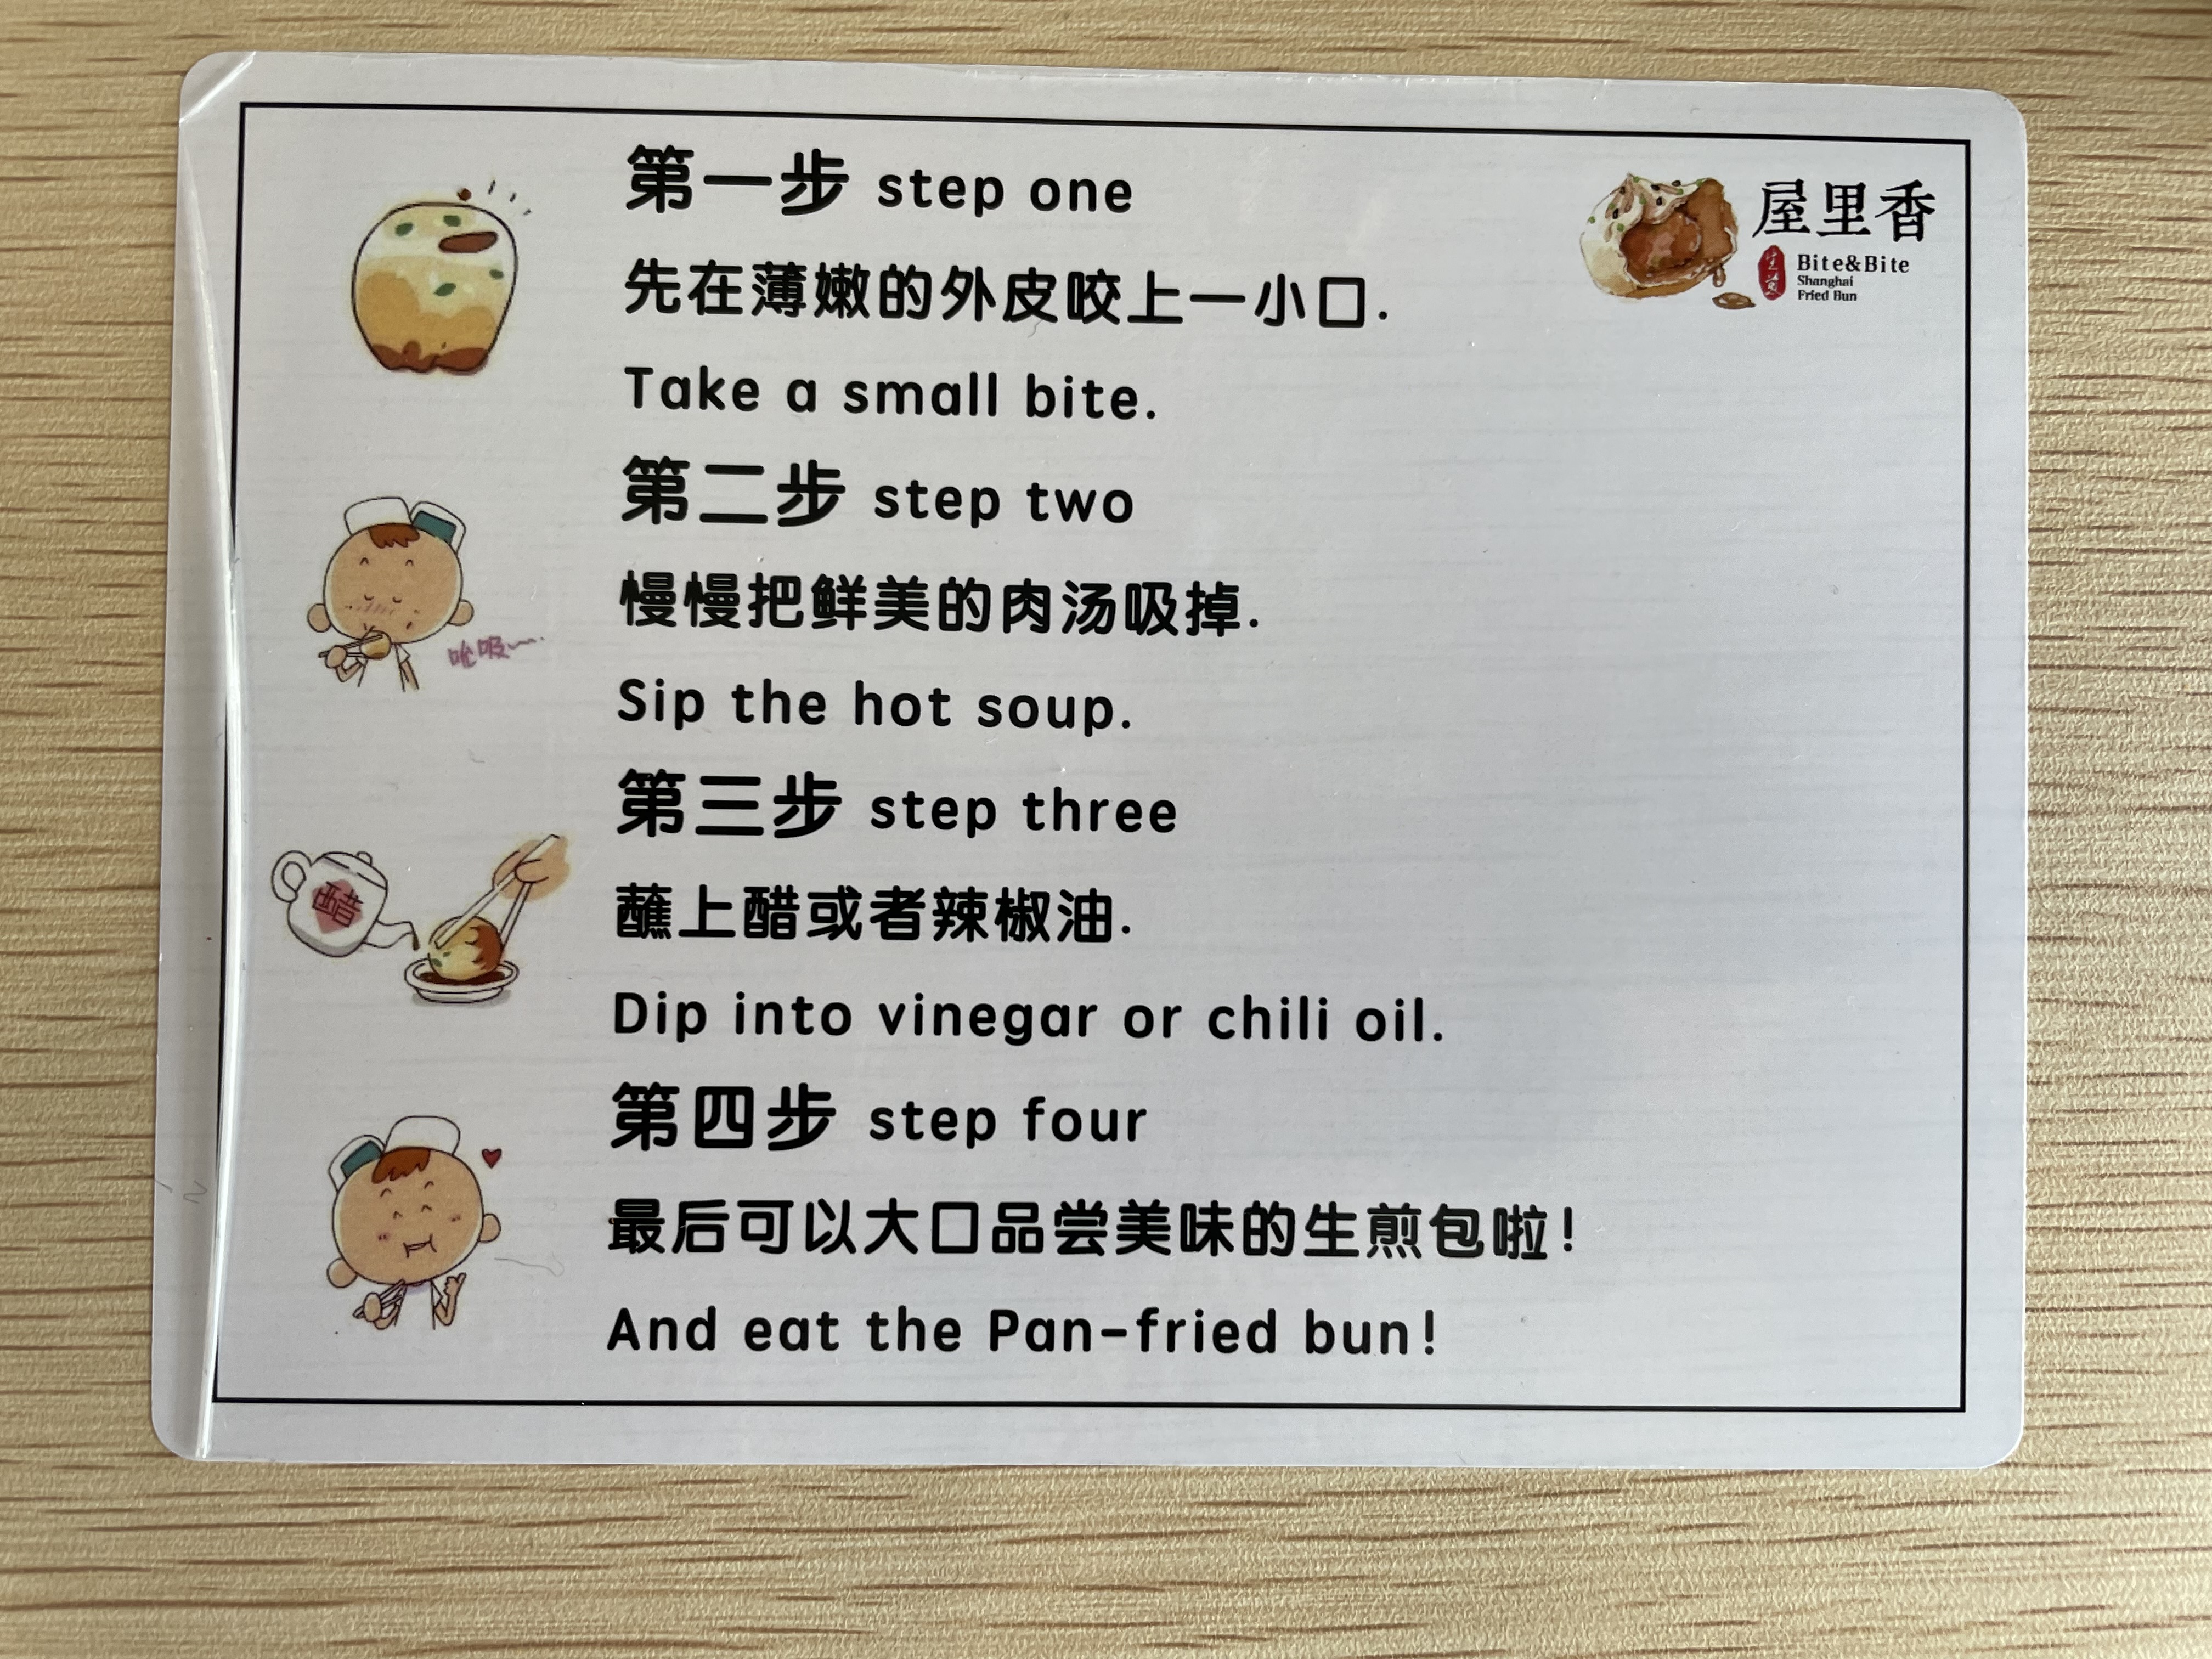 第一步 step one
先在薄嫩的外皮咬上一小口.
Take a small bite.
屋里香
生煎
Bite&Bite
Shanghai
Fried Bun
第二步 step two
慢慢把鲜美的肉汤吸掉.
Sip the hot soup.
第三步 step three
醋
蘸上醋或者辣椒油.
Dip into vinegar or chili oil.
第四步 step four
最后可以大口品尝美味的生煎包啦!
And eat the Pan-fried bun!